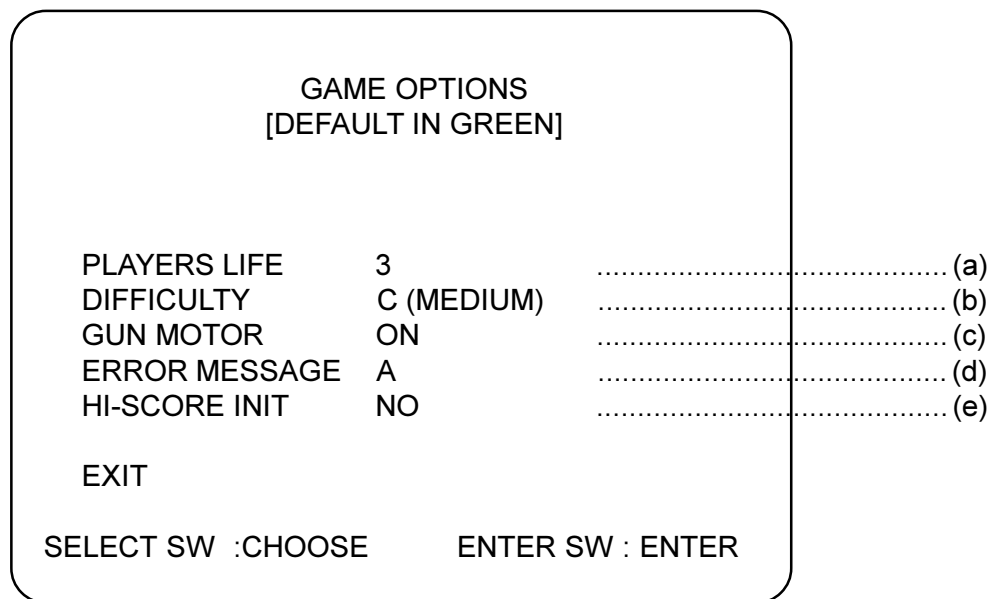 GAME OPTIONS
[DEFAULT IN GREEN]
PLAYERS LIFE 3 ........................................... (a)
DIFFICULTY C (MEDIUM) ........................................... (b)
GUN MOTOR ON ........................................... (c)
ERROR MESSAGE A ........................................... (d)
HI-SCORE INIT NO ........................................... (e)
EXIT
SELECT SW :CHOOSE ENTER SW : ENTER